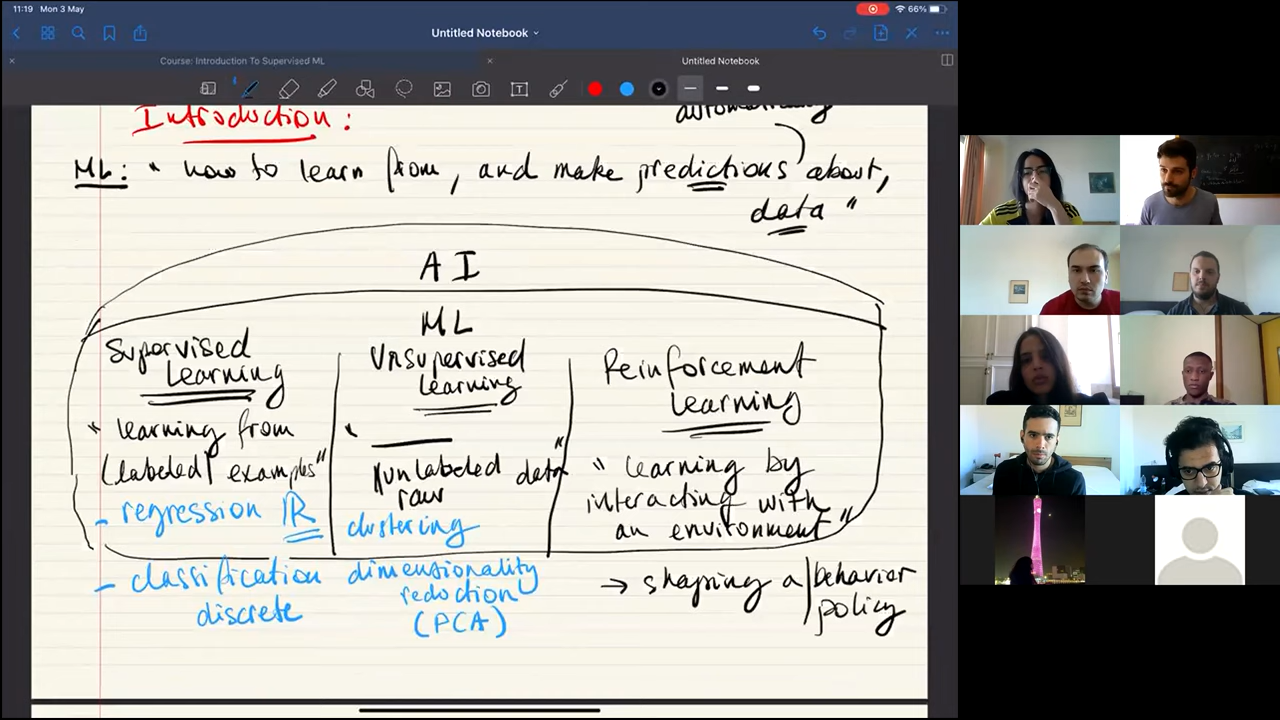 11:19 Mon 3 May
66%
Untitled Notebook
Course: Introduction To Supervised ML
Untitled Notebook
Introduction:
automatically
ML: " how to learn from, and make predictions about,
data "
AI
ML
Supervised
Learning
" learning from
(labeled) examples"
- regression IR
- classification
discrete
Unsupervised
learning
" "
unlabeled data
raw
clustering
dimensionality
reduction
(PCA)
Reinforcement
Learning
" learning by
interacting with
an environment"
→ shaping a behavior
policy